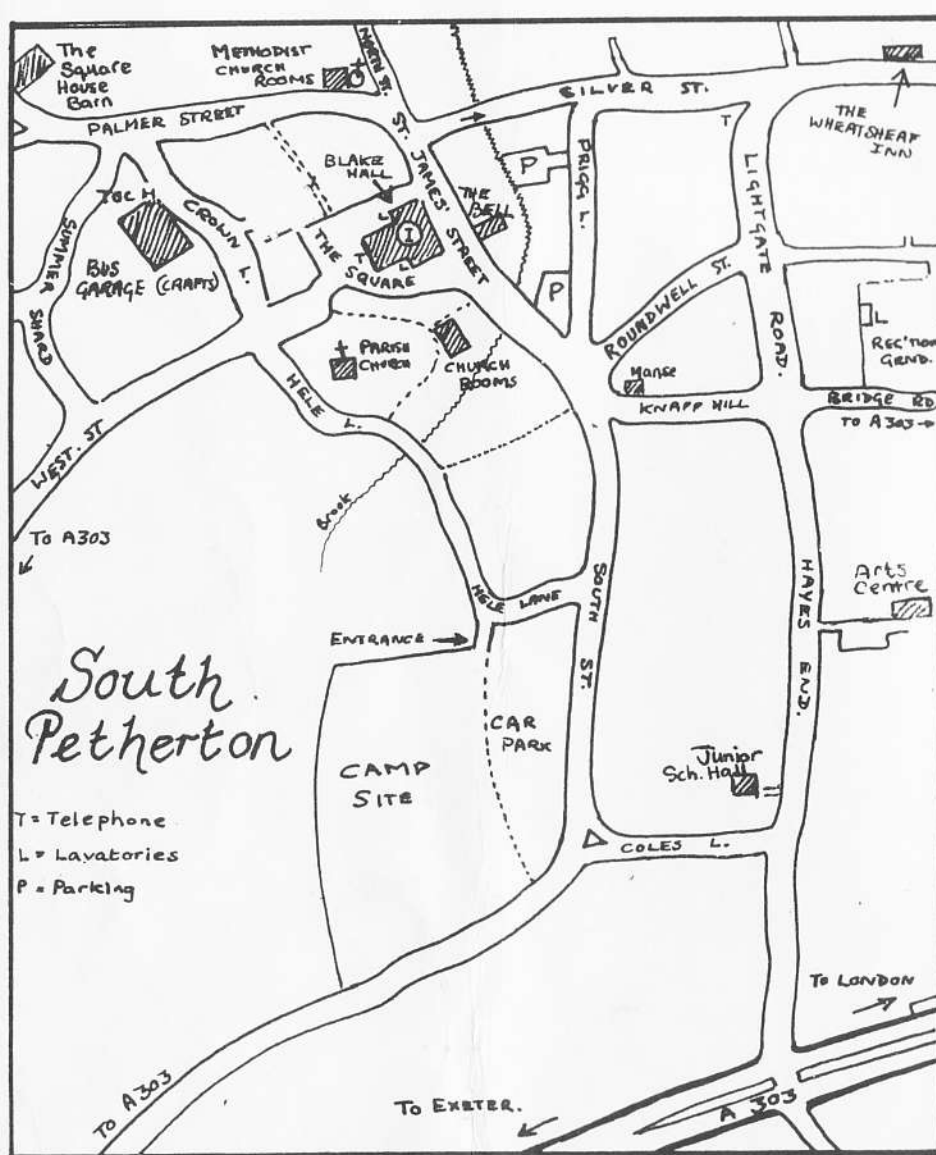 The
Square
House
Barn
METHODIST
CHURCH
ROOMS
NORTH ST.
SILVER ST.
THE
WHEATSHEAF
INN
PALMER STREET
BLAKE
HALL
ST. JAMES' STREET
THE
BELL
P
PRIGG L.
T
LIGHTGATE
ROAD.
TOC H.
CROWN
L.
I
L
T
L
THE
SQUARE
P
BUS
GARAGE (CRAFTS)
SUMMER
SHARD
ROUNDWELL ST.
L
REC'TION
GRND.
PARISH
CHURCH
CHURCH
ROOMS
Manse
KNAPP HILL
BRIDGE RD
TO A303
HELE
L.
WEST. ST
Brook
TO A303
HELE LANE
SOUTH
ST.
HAYES
END.
Arts
Centre
ENTRANCE
South
Petherton
CAR
PARK
CAMP
SITE
Junior
Sch. Hall
T = Telephone
L = Lavatories
P = Parking
COLES L.
TO LONDON
TO A303
TO EXETER.
A 303